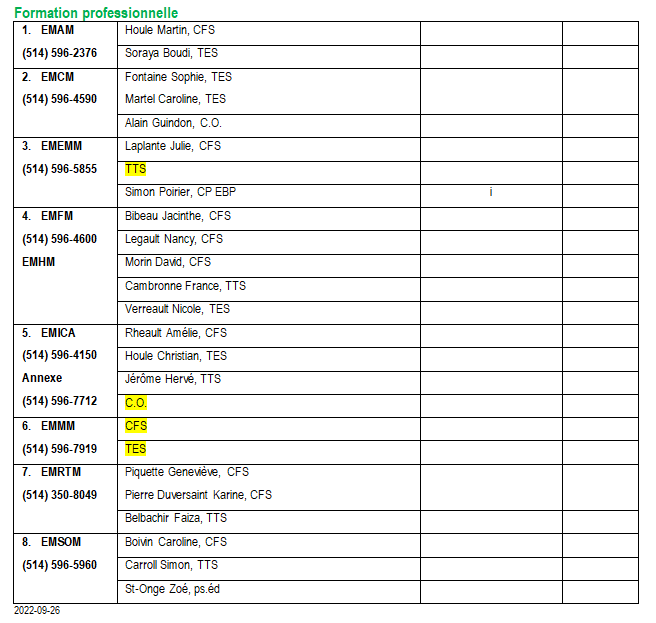 Formation professionnelle
1. EMAM Houle Martin, CFS
(514) 596-2376 Soraya Boudi, TES
2. EMCM Fontaine Sophie, TES
(514) 596-4590 Martel Caroline, TES
Alain Guindon, C.O.
3. EMEMM Laplante Julie, CFS
(514) 596-5855 TTS
Simon Poirier, CP EBP i
4. EMFM Bibeau Jacinthe, CFS
(514) 596-4600 Legault Nancy, CFS
EMHM Morin David, CFS
Cambronne France, TTS
Verreault Nicole, TES
5. EMICA Rheault Amélie, CFS
(514) 596-4150 Houle Christian, TES
Annexe Jérôme Hervé, TTS
(514) 596-7712 C.O.
6. EMMM CFS
(514) 596-7919 TES
7. EMRTM Piquette Geneviève, CFS
(514) 350-8049 Pierre Duversaint Karine, CFS
Belbachir Faiza, TTS
8. EMSOM Boivin Caroline, CFS
(514) 596-5960 Carroll Simon, TTS
St-Onge Zoé, ps.éd
2022-09-26